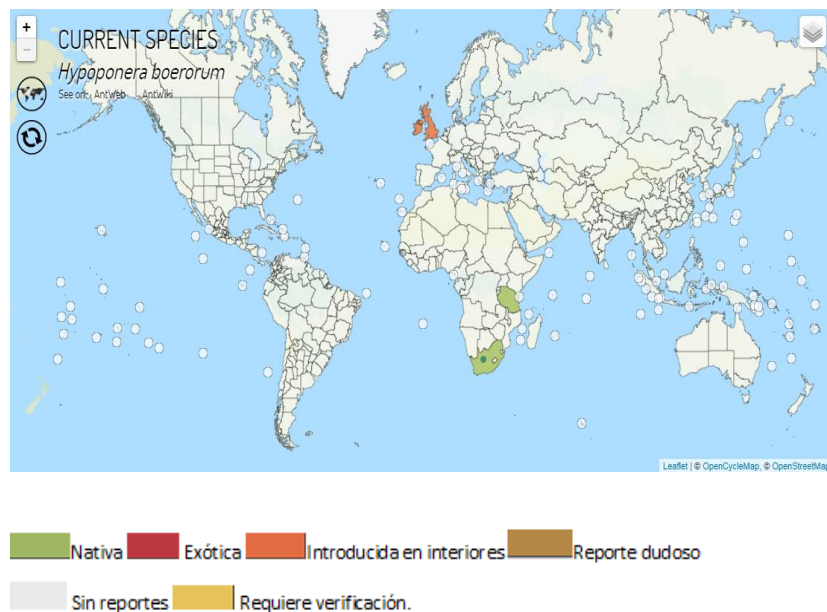 +
CURRENT SPECIES
Hypoponera boerorum
−
See on: AntWeb AntWiki
Leaflet | © OpenCycleMap, © OpenStreetMap
Nativa Exótica Introducida en interiores Reporte dudoso
Sin reportes Requiere verificación.